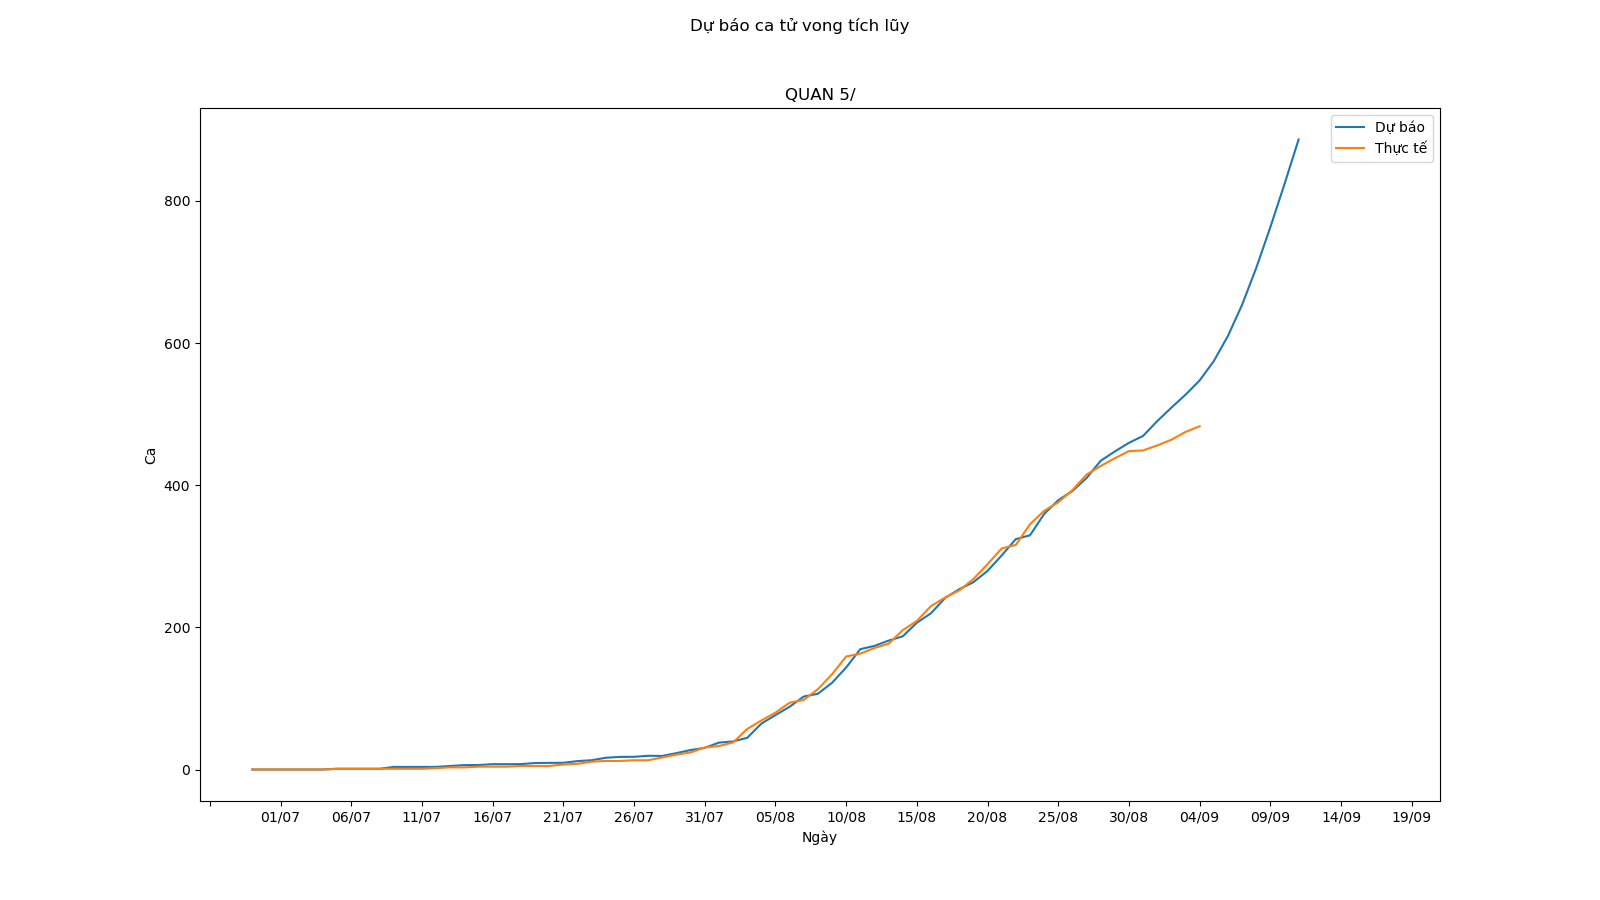 Dự báo ca tử vong tích lũy
QUAN 5/
Dự báo
Thực tế
800
600
400
200
0
Ca
01/07 06/07 11/07 16/07 21/07 26/07 31/07 05/08 10/08 15/08 20/08 25/08 30/08 04/09 09/09 14/09 19/09
Ngày